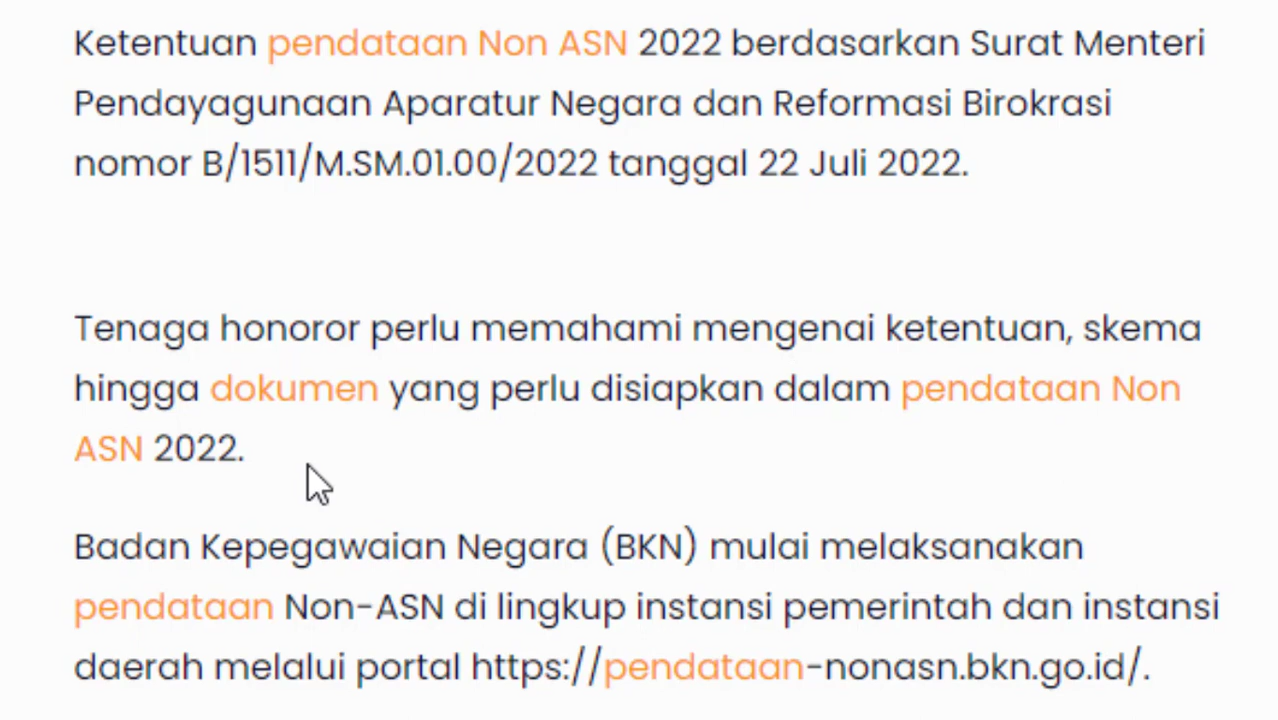 Ketentuan pendataan Non ASN 2022 berdasarkan Surat Menteri
Pendayagunaan Aparatur Negara dan Reformasi Birokrasi
nomor B/1511/M.SM.01.00/2022 tanggal 22 Juli 2022.
Tenaga honoror perlu memahami mengenai ketentuan, skema
hingga dokumen yang perlu disiapkan dalam pendataan Non
ASN 2022.
Badan Kepegawaian Negara (BKN) mulai melaksanakan
pendataan Non-ASN di lingkup instansi pemerintah dan instansi
daerah melalui portal https://pendataan-nonasn.bkn.go.id/.